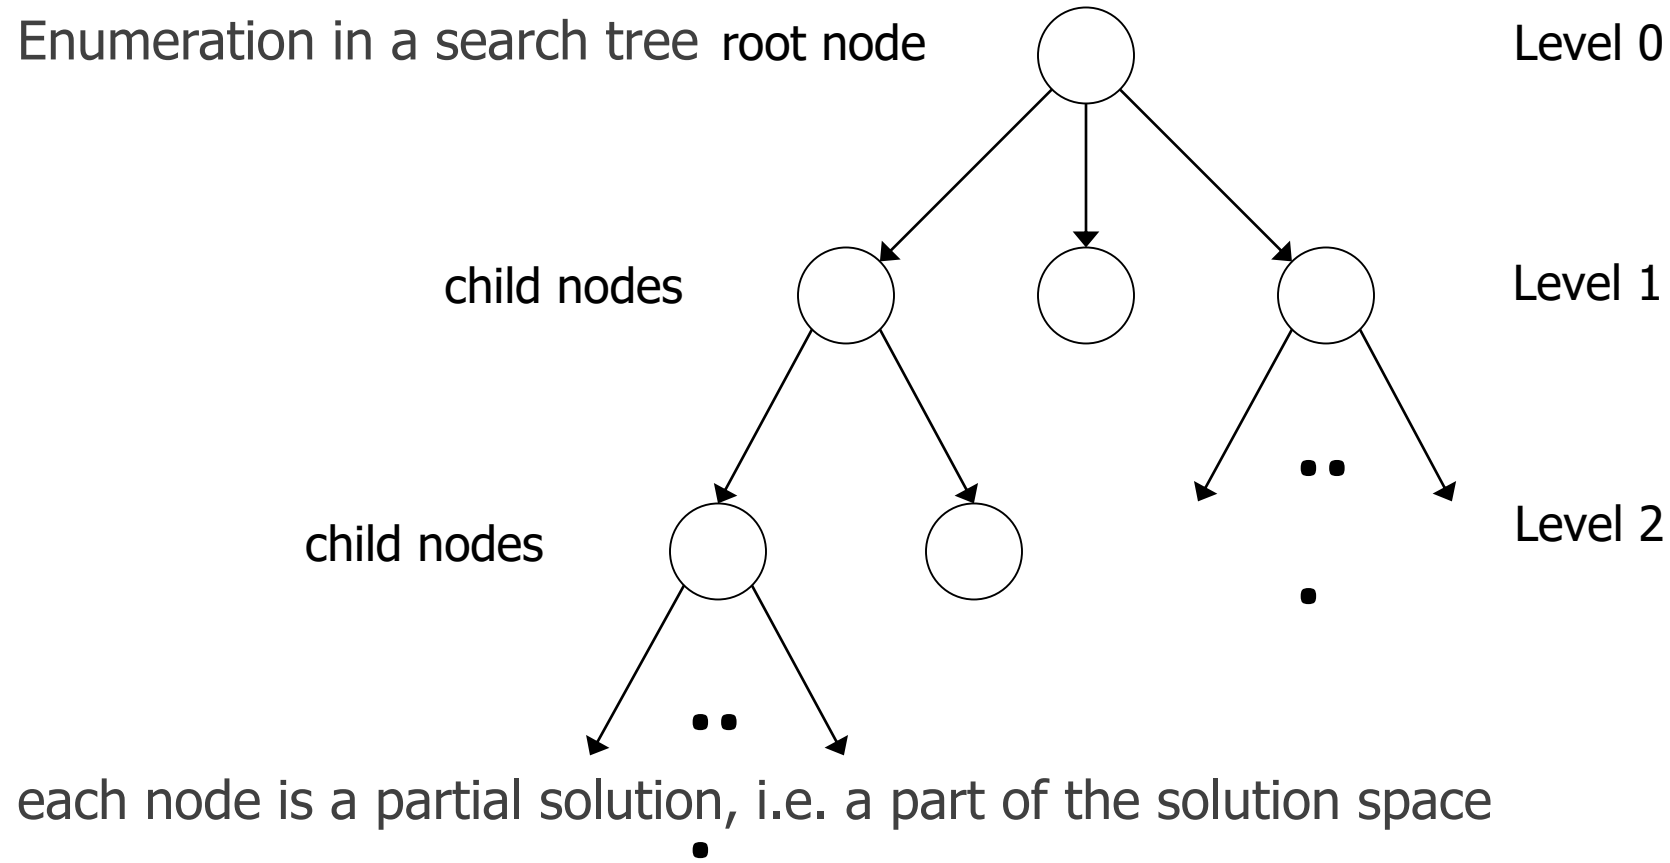 Enumeration in a search tree root node Level 0
child nodes Level 1
..
child nodes Level 2
.
..
each node is a partial solution, i.e. a part of the solution space
.